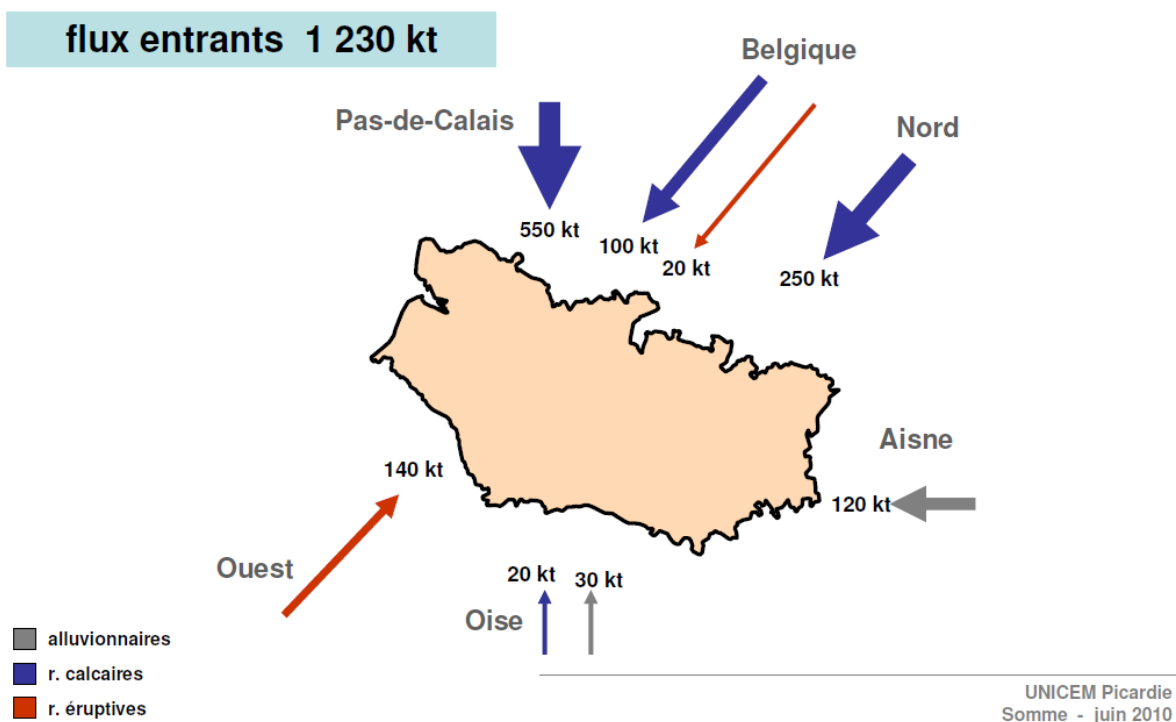 flux entrants 1 230 kt
Belgique
Pas-de-Calais
Nord
550 kt
100 kt
20 kt
250 kt
Aisne
140 kt
120 kt
Ouest
20 kt
30 kt
Oise
alluvionnaires
r. calcaires
r. éruptives
UNICEM Picardie
Somme - juin 2010